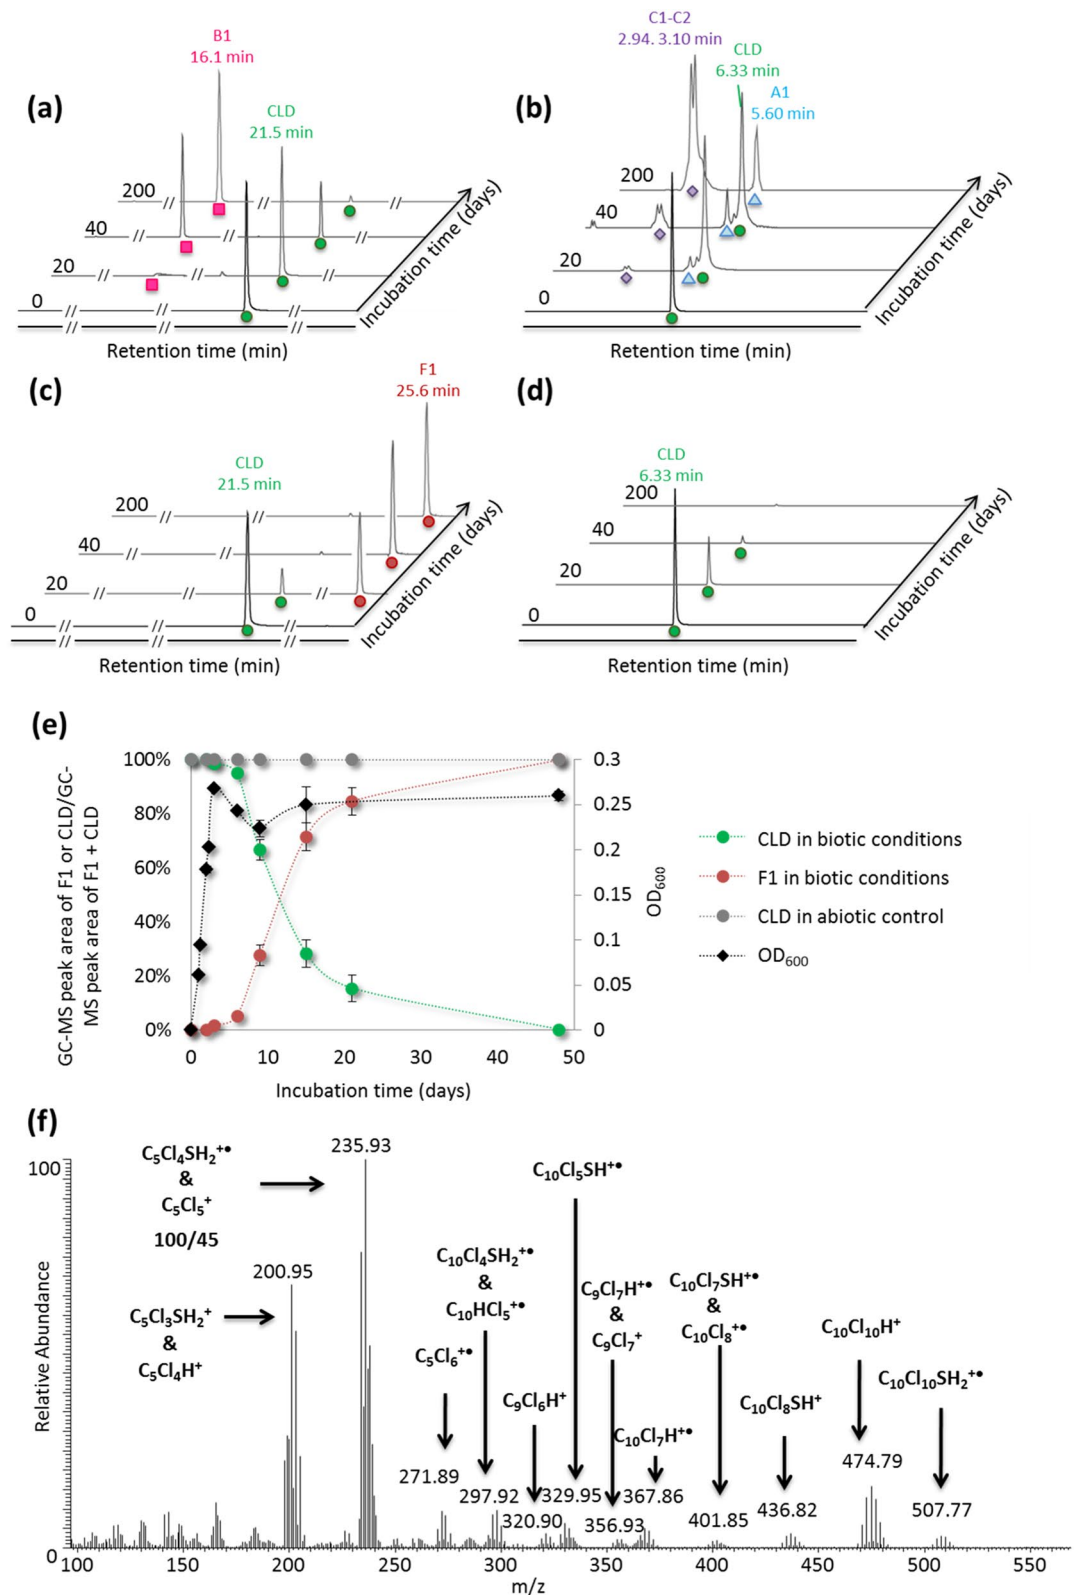 (a)
B1
16.1 min
CLD
21.5 min
200
40
20
0
Incubation time (days)
Retention time (min)
(b)
C1-C2
2.94. 3.10 min
CLD
6.33 min
A1
5.60 min
200
40
20
0
Incubation time (days)
Retention time (min)
(c)
F1
25.6 min
CLD
21.5 min
200
40
20
0
Incubation time (days)
Retention time (min)
(d)
CLD
6.33 min
200
40
20
0
Incubation time (days)
Retention time (min)
(e)
GC-MS peak area of F1 or CLD/GC-
MS peak area of F1 + CLD
100%
80%
60%
40%
20%
0%
0 10 20 30 40 50
Incubation time (days)
0.3
0.25
0.2
0.15
0.1
0.05
0
OD₆₀₀
CLD in biotic conditions
F1 in biotic conditions
CLD in abiotic control
OD₆₀₀
(f)
Relative Abundance
100
0
C₅Cl₄SH₂⁺•
&
C₅Cl₅⁺
100/45
235.93
C₅Cl₃SH₂⁺
&
C₅Cl₄H⁺
200.95
C₅Cl₆⁺•
271.89
C₁₀Cl₄SH₂⁺•
&
C₁₀HCl₅⁺•
297.92
C₉Cl₆H⁺
320.90
C₁₀Cl₅SH⁺•
329.95
C₉Cl₇H⁺•
&
C₉Cl₇⁺
356.93
C₁₀Cl₇H⁺•
367.86
C₁₀Cl₇SH⁺•
&
C₁₀Cl₈⁺•
401.85
C₁₀Cl₈SH⁺
436.82
C₁₀Cl₁₀H⁺
474.79
C₁₀Cl₁₀SH₂⁺•
507.77
100 150 200 250 300 350 400 450 500 550
m/z